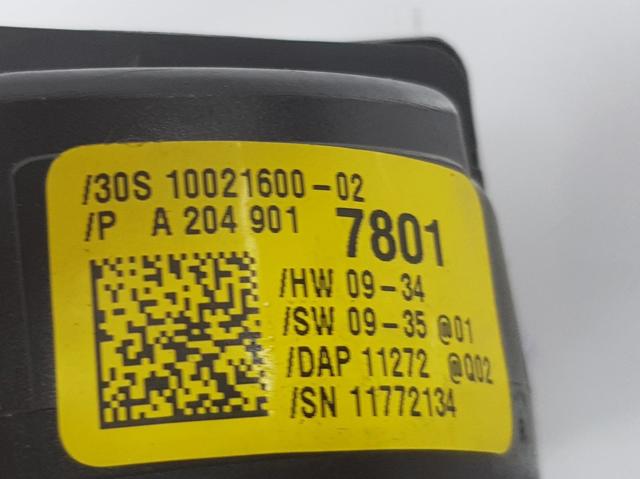 /30S 10021600-02
/P A 204 901 7801
/HW 09-34
/SW 09-35 @01
/DAP 11272 @Q02
/SN 11772134